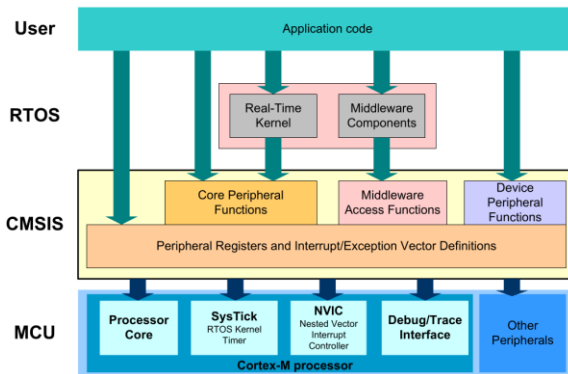 User
Application code
RTOS
Real-Time
Kernel
Middleware
Components
CMSIS
Core Peripheral
Functions
Middleware
Access Functions
Device
Peripheral
Functions
Peripheral Registers and Interrupt/Exception Vector Definitions
MCU
Processor
Core
SysTick
RTOS Kernel
Timer
NVIC
Nested Vector
Interrupt
Controller
Debug/Trace
Interface
Other
Peripherals
Cortex-M processor